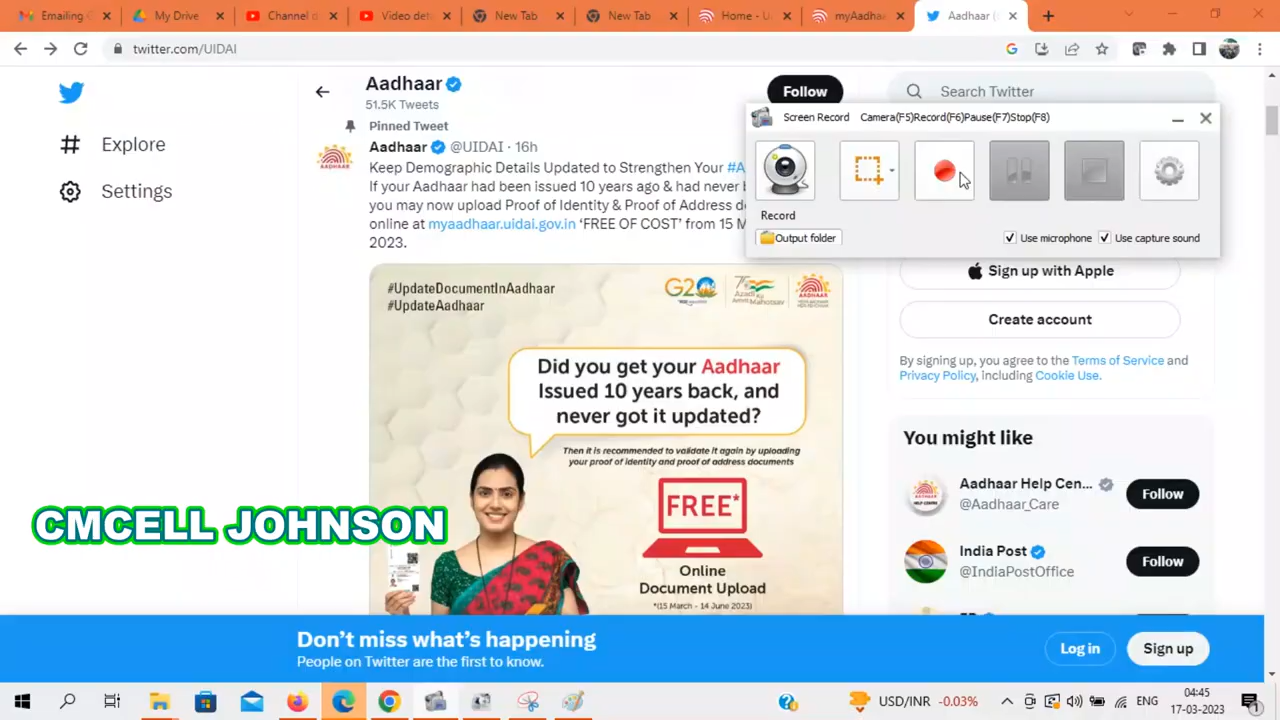 Emailing
My Drive
Channel d
Video det
New Tab
New Tab
Home - U
myAadha
Aadhaar (
twitter.com/UIDAI
Explore
Settings
Aadhaar
51.5K Tweets
Follow
Search Twitter
Pinned Tweet
Aadhaar @UIDAI · 16h
Keep Demographic Details Updated to Strengthen Your #A
If your Aadhaar had been issued 10 years ago & had never b
you may now upload Proof of Identity & Proof of Address d
online at myaadhaar.uidai.gov.in ‘FREE OF COST’ from 15 M
2023.
Screen Record Camera(F5)Record(F6)Pause(F7)Stop(F8)
Record
Output folder
Use microphone
Use capture sound
#UpdateDocumentInAadhaar
#UpdateAadhaar
G20
Azadi Ka
Amrit Mahotsav
AADHAAR
Did you get your Aadhaar
Issued 10 years back, and
never got it updated?
Then it is recommended to validate it again by uploading
your proof of identity and proof of address documents
FREE*
Online
Document Upload
*(15 March - 14 June 2023)
CMCELL JOHNSON
Sign up with Apple
Create account
By signing up, you agree to the Terms of Service and
Privacy Policy, including Cookie Use.
You might like
Aadhaar Help Cen...
@Aadhaar_Care
Follow
India Post
@IndiaPostOffice
Follow
Don’t miss what’s happening
People on Twitter are the first to know.
Log in
Sign up
USD/INR -0.03%
ENG
04:45
17-03-2023